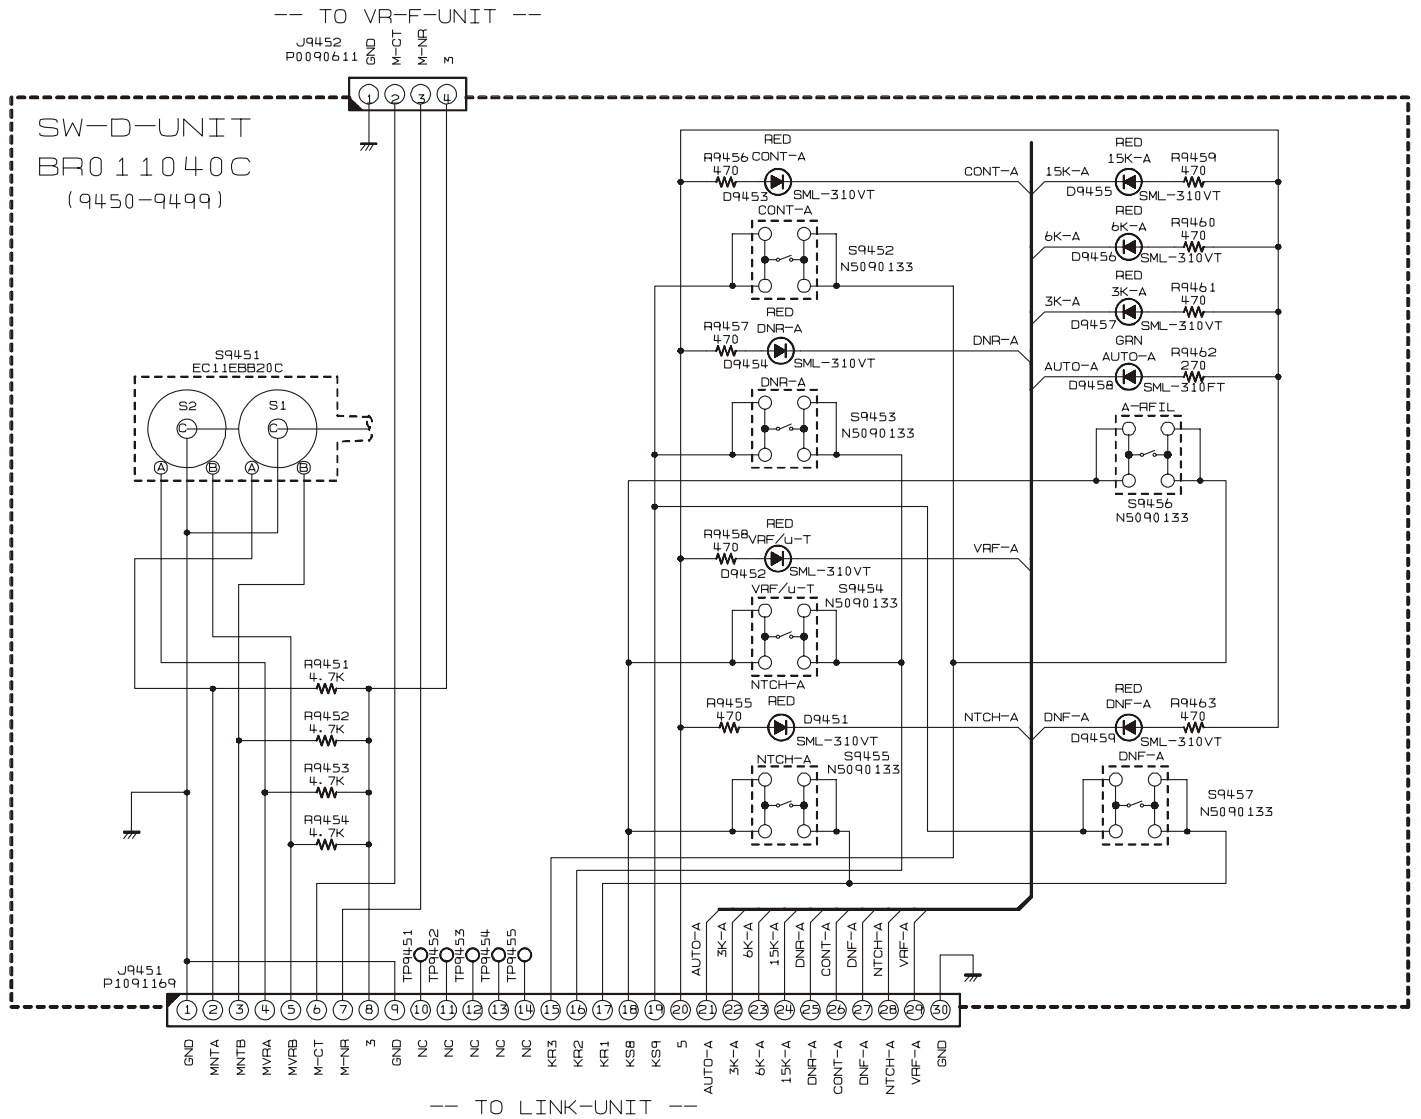 -- TO VR-F-UNIT --
J9452
P0090611
GND
M-CT
M-NR
3
1
2
3
4
SW-D-UNIT
BR011040C
(9450-9499)
S9451
EC11EBB20C
S2
S1
C
C
A
B
A
B
R9451
4.7K
R9452
4.7K
R9453
4.7K
R9454
4.7K
RED
R9456
CONT-A
470
D9453
SML-310VT
CONT-A
CONT-A
S9452
N5090133
RED
R9457
DNR-A
470
D9454
SML-310VT
DNR-A
DNR-A
S9453
N5090133
RED
R9458
VRF/u-T
470
D9452
SML-310VT
VRF-A
VRF/u-T
S9454
N5090133
NTCH-A
R9455
RED
470
D9451
SML-310VT
NTCH-A
NTCH-A
S9455
N5090133
RED
15K-A
R9459
15K-A
470
D9455
SML-310VT
RED
6K-A
R9460
6K-A
470
D9456
SML-310VT
RED
3K-A
R9461
3K-A
470
D9457
SML-310VT
GRN
AUTO-A
R9462
AUTO-A
270
D9458
SML-310FT
A-RFIL
S9456
N5090133
RED
DNF-A
R9463
DNF-A
470
D9459
SML-310VT
DNF-A
S9457
N5090133
TP9451
TP9452
TP9453
TP9454
TP9455
AUTO-A
3K-A
6K-A
15K-A
DNR-A
CONT-A
DNF-A
NTCH-A
VRF-A
J9451
P1091169
1
2
3
4
5
6
7
8
9
10
11
12
13
14
15
16
17
18
19
20
21
22
23
24
25
26
27
28
29
30
GND
MNTA
MNTB
MVRA
MVRB
M-CT
M-NR
3
GND
NC
NC
NC
NC
NC
KR3
KR2
KR1
KS8
KS9
5
AUTO-A
3K-A
6K-A
15K-A
DNR-A
CONT-A
DNF-A
NTCH-A
VRF-A
GND
-- TO LINK-UNIT --